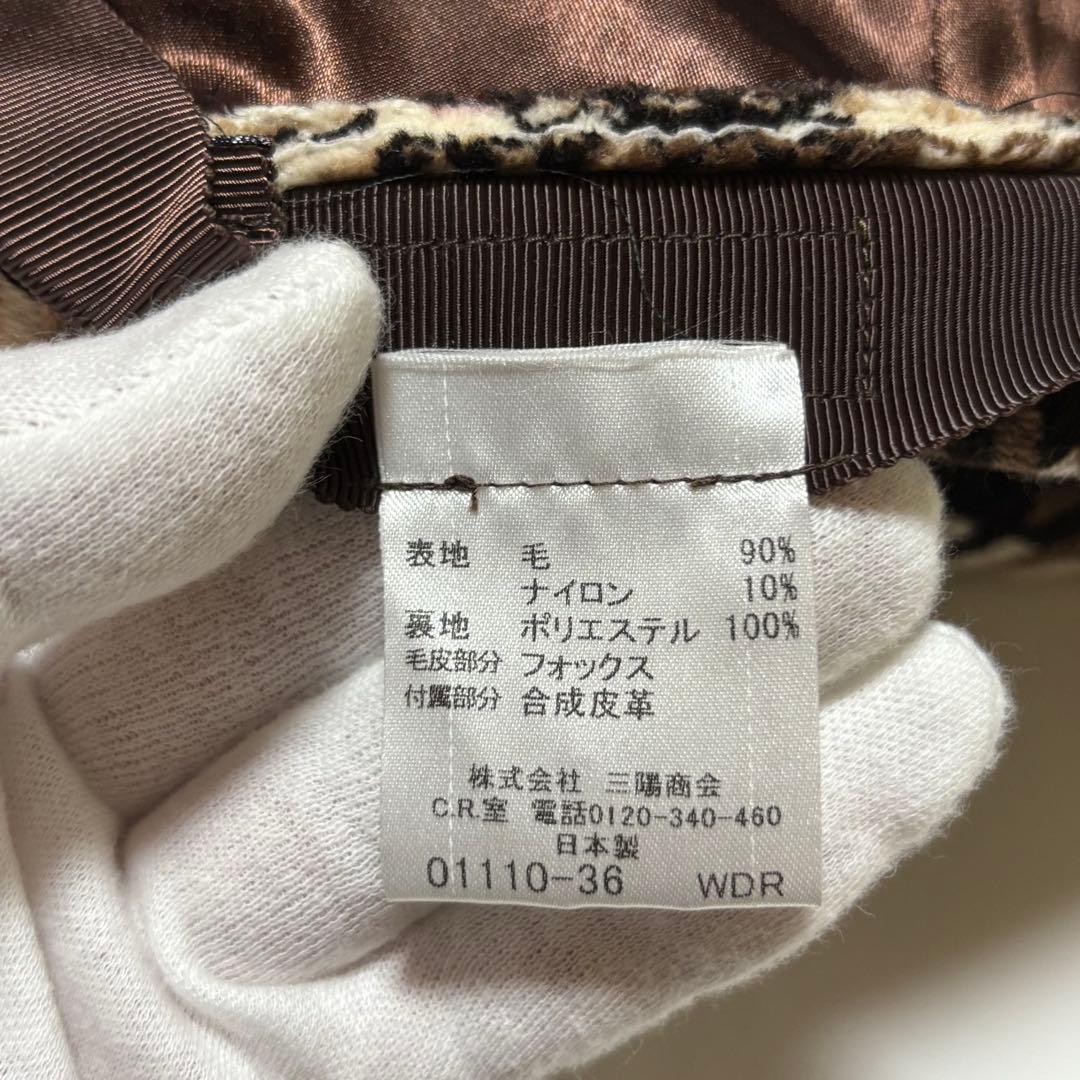 表地 毛 90%
ナイロン 10%
裏地 ポリエステル 100%
毛皮部分 フォックス
付属部分 合成皮革
株式会社 三陽商会
C.R.室 電話0120-340-460
日本製
01110-36 WDR